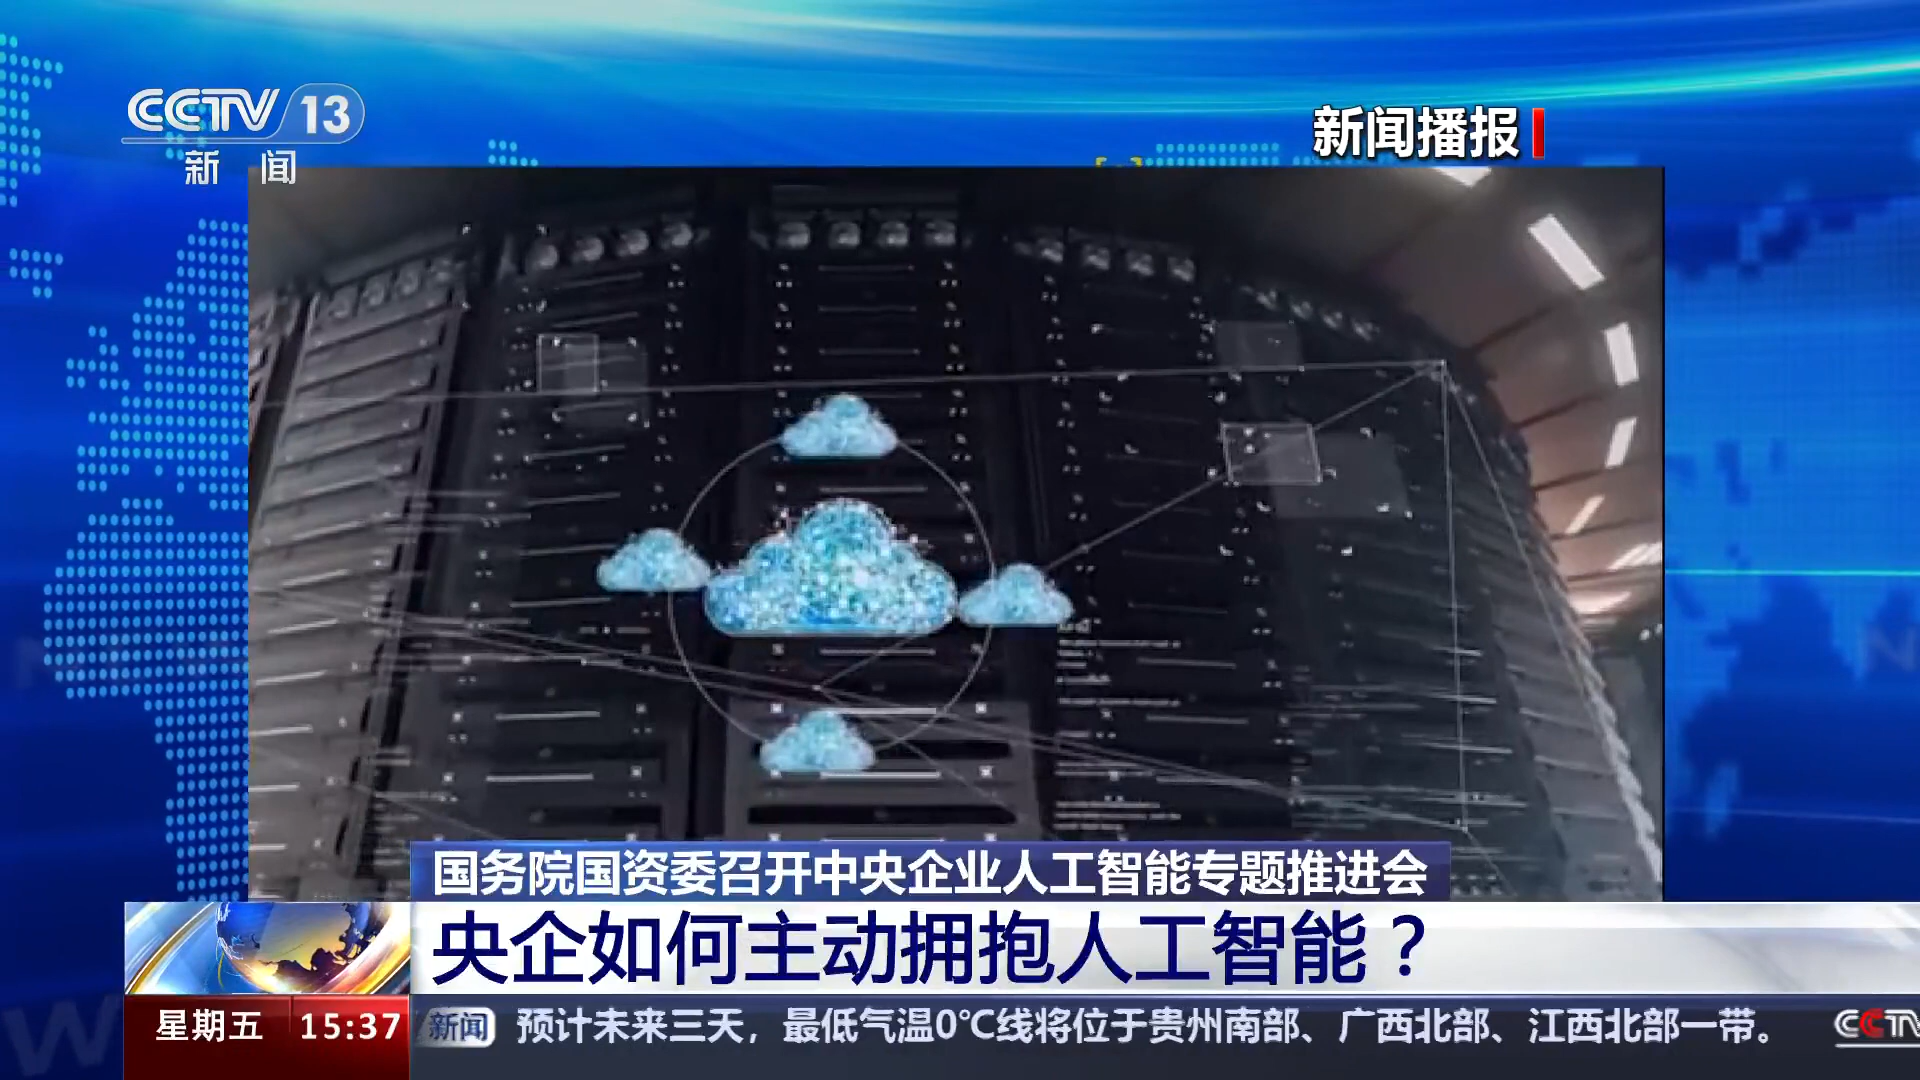 CCTV 13
新闻
新闻播报
国务院国资委召开中央企业人工智能专题推进会
央企如何主动拥抱人工智能？
星期五 15:37 新闻 预计未来三天，最低气温0℃线将位于贵州南部、广西北部、江西北部一带。 CCTV